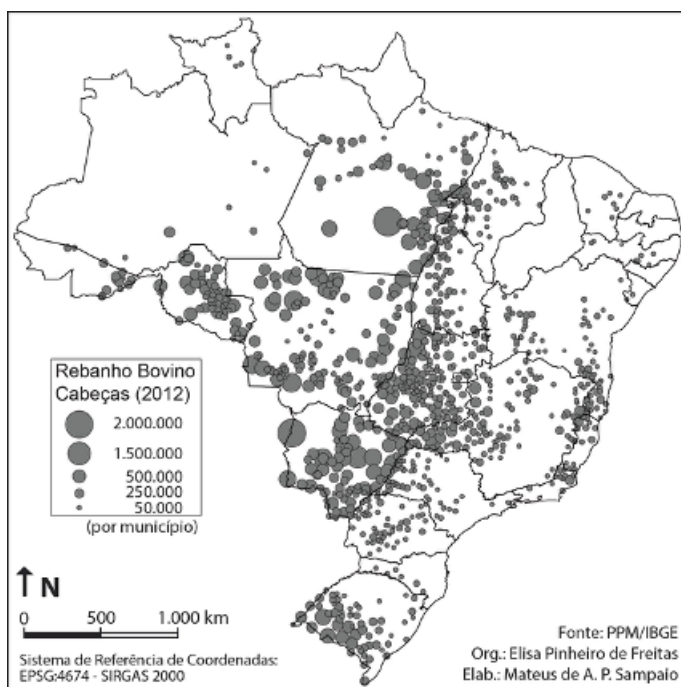 Rebanho Bovino
Cabeças (2012)
2.000.000
1.500.000
500.000
250.000
50.000
(por município)
N
0 500 1.000 km
Sistema de Referência de Coordenadas:
EPSG:4674 - SIRGAS 2000
Fonte: PPM/IBGE
Org.: Elisa Pinheiro de Freitas
Elab.: Mateus de A. P. Sampaio